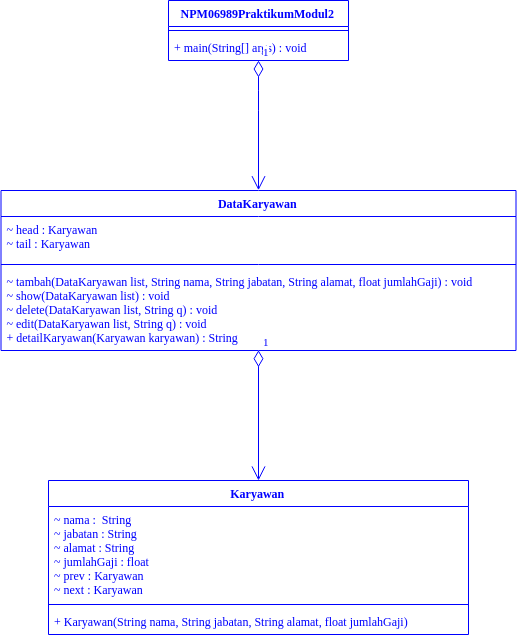 NPM06989PraktikumModul2
+ main(String[] args) : void
1
DataKaryawan
~ head : Karyawan
~ tail : Karyawan
~ tambah(DataKaryawan list, String nama, String jabatan, String alamat, float jumlahGaji) : void
~ show(DataKaryawan list) : void
~ delete(DataKaryawan list, String q) : void
~ edit(DataKaryawan list, String q) : void
+ detailKaryawan(Karyawan karyawan) : String
1
Karyawan
~ nama :  String
~ jabatan : String
~ alamat : String
~ jumlahGaji : float
~ prev : Karyawan
~ next : Karyawan
+ Karyawan(String nama, String jabatan, String alamat, float jumlahGaji)